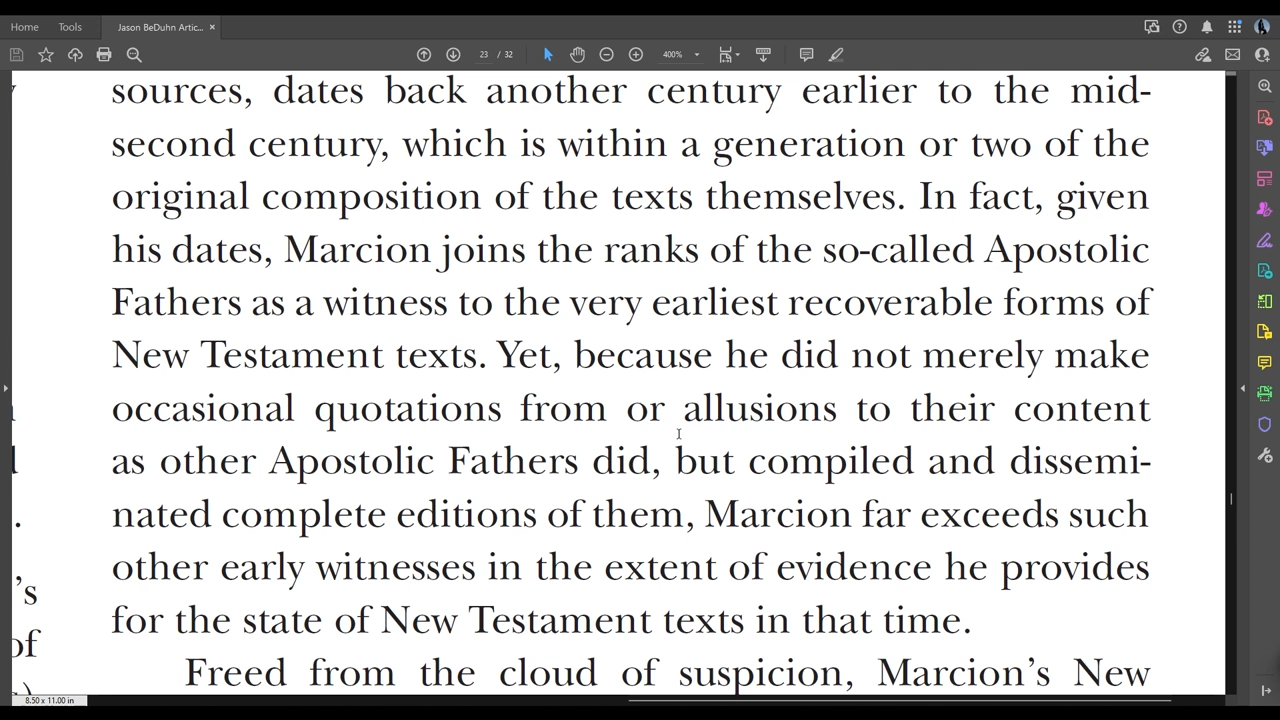 Home
Tools
Jason BeDuhn Artic... ×
23 / 32
400%
sources, dates back another century earlier to the mid-
second century, which is within a generation or two of the
original composition of the texts themselves. In fact, given
his dates, Marcion joins the ranks of the so-called Apostolic
Fathers as a witness to the very earliest recoverable forms of
New Testament texts. Yet, because he did not merely make
occasional quotations from or allusions to their content
as other Apostolic Fathers did, but compiled and dissemi-
nated complete editions of them, Marcion far exceeds such
other early witnesses in the extent of evidence he provides
for the state of New Testament texts in that time.
Freed from the cloud of suspicion, Marcion’s New
.
’s
of
8.50 x 11.00 in